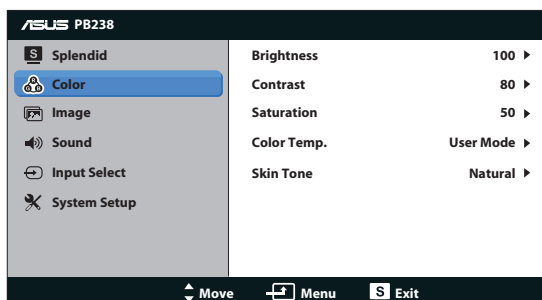 ASUS PB238
S Splendid
Color
Image
Sound
Input Select
System Setup
Brightness 100
Contrast 80
Saturation 50
Color Temp. User Mode
Skin Tone Natural
Move Menu S Exit